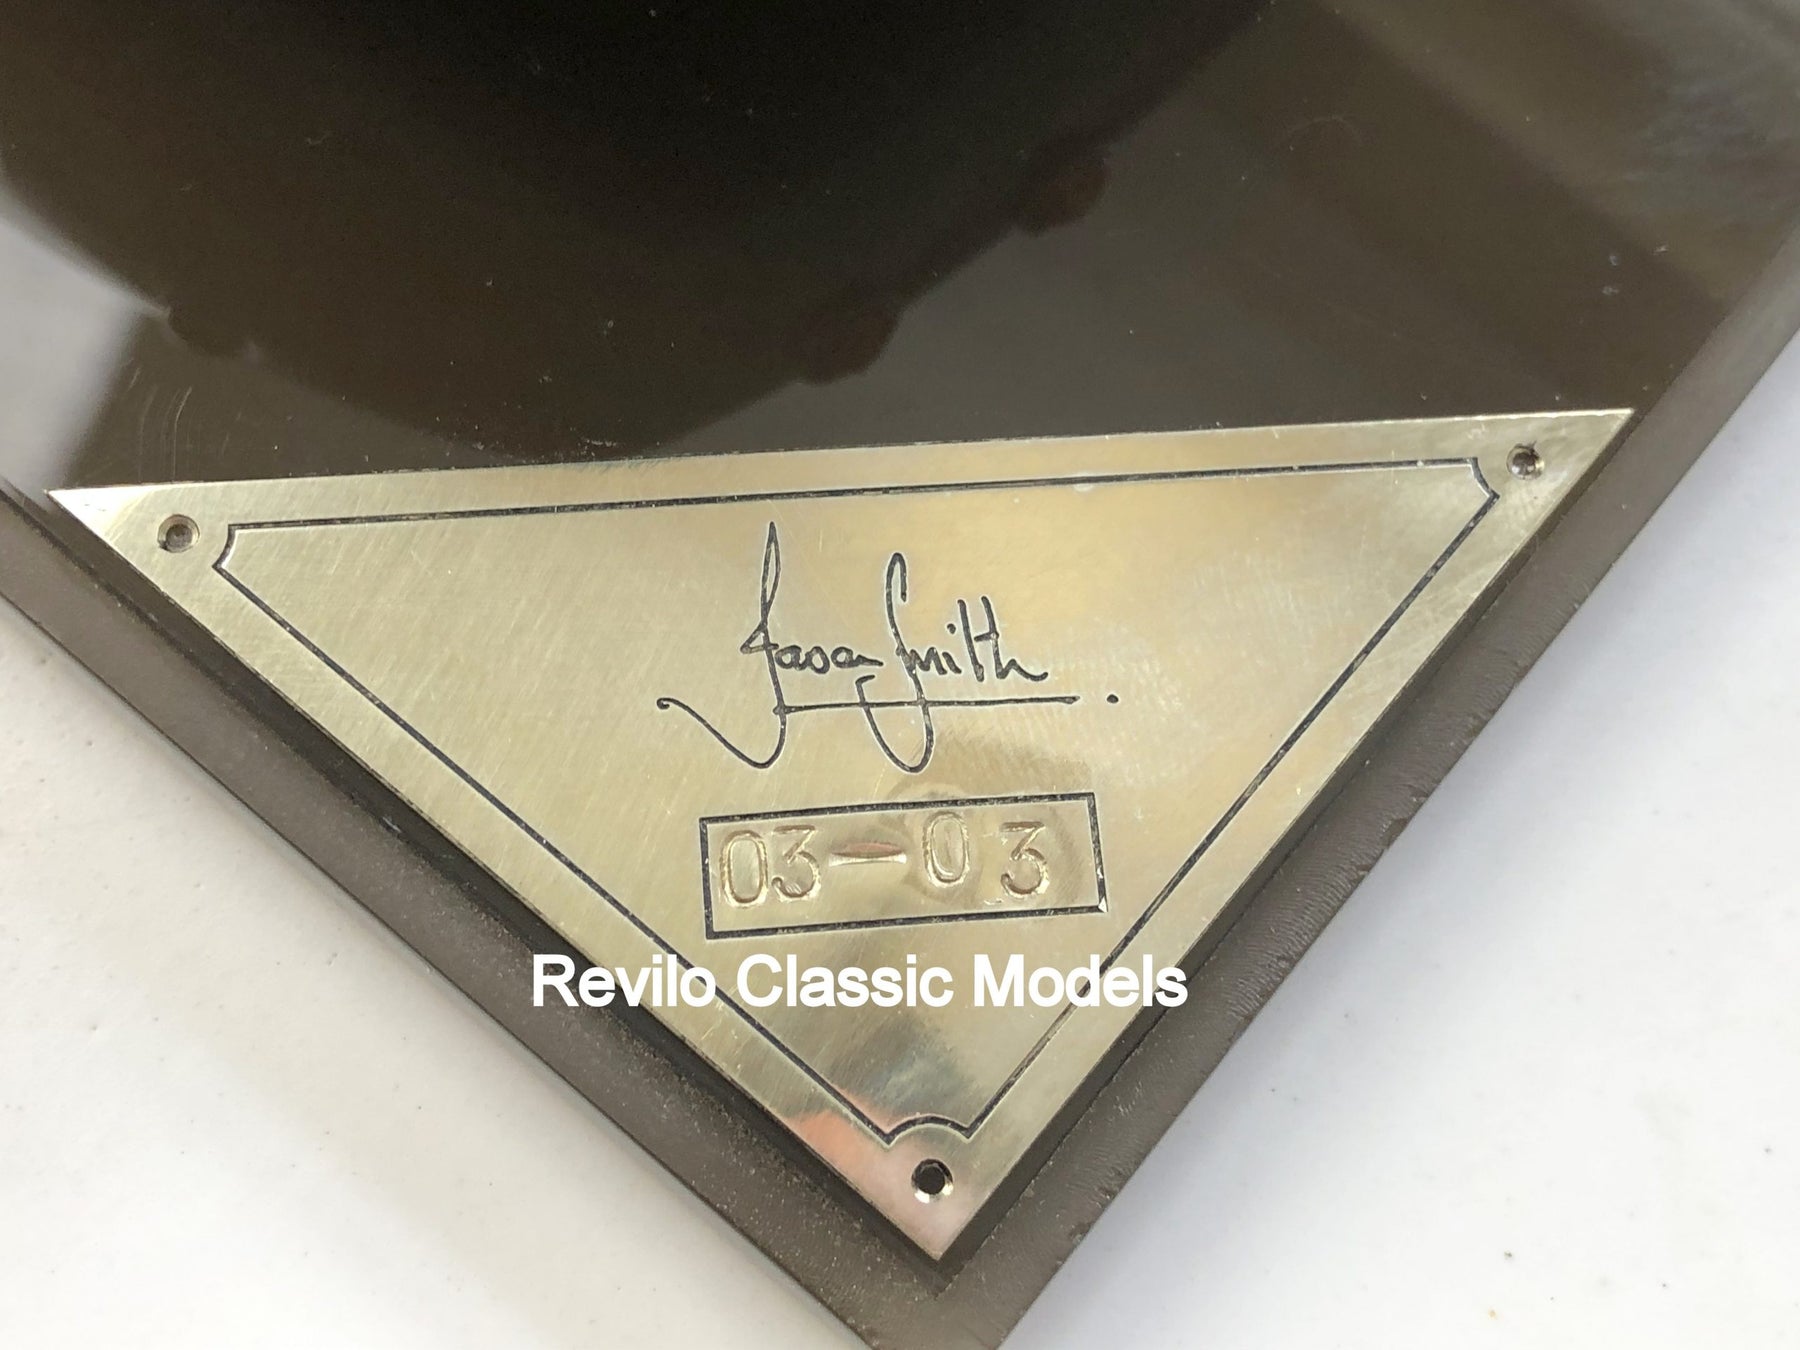 Jason Smith
03-03
Revilo Classic Models